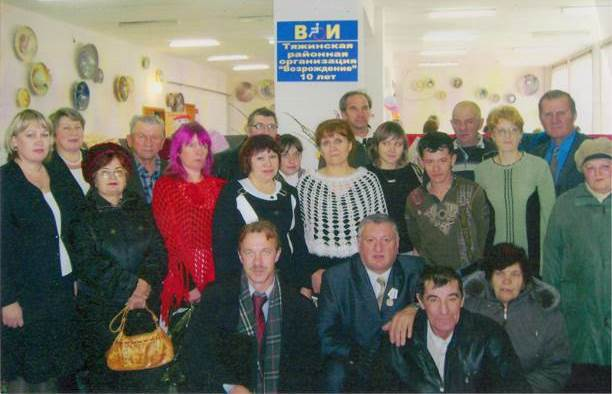 ВОИ
Тяжинская
районная
организация
"Возрождение"
10 лет